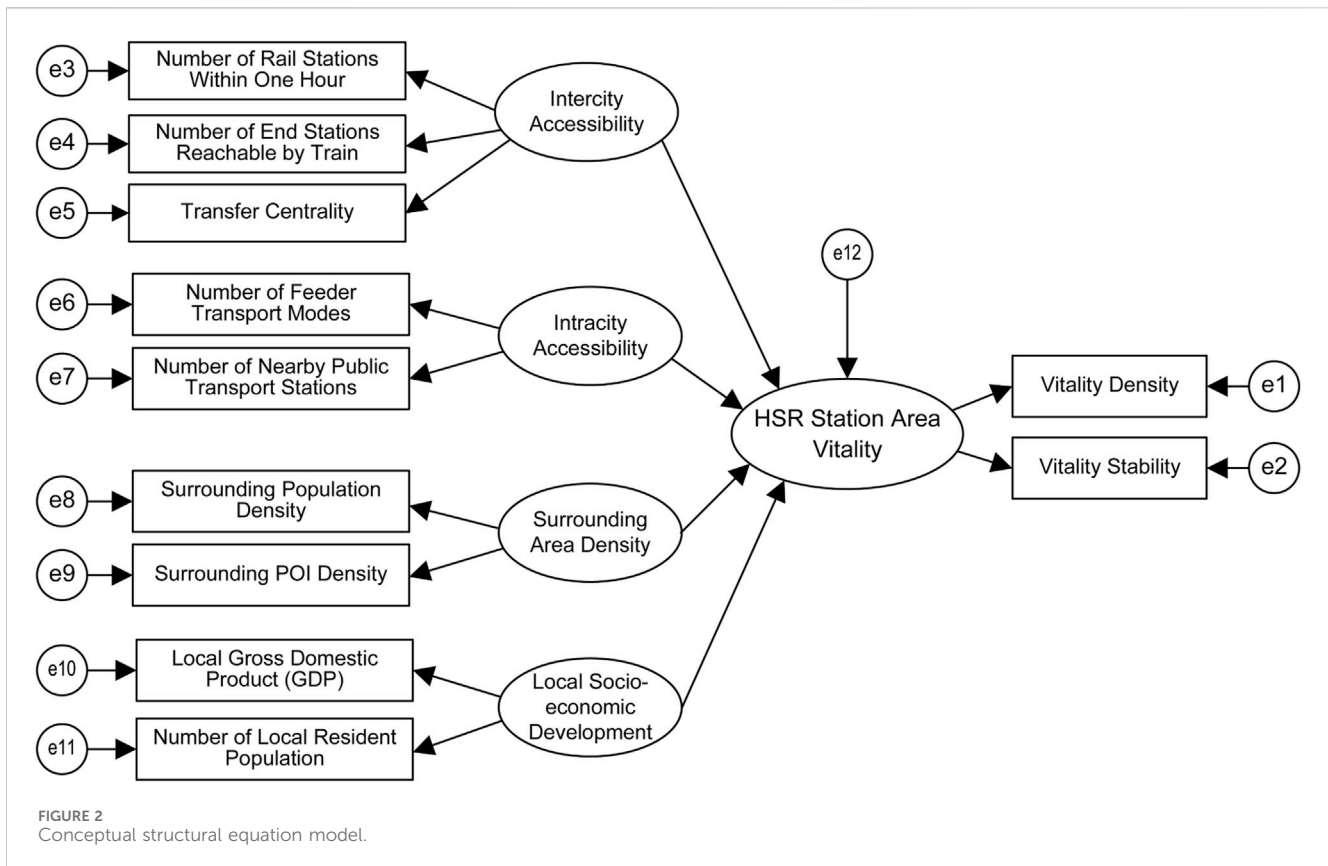 e3
Number of Rail Stations
Within One Hour
e4
Number of End Stations
Reachable by Train
e5
Transfer Centrality
Intercity
Accessibility
e6
Number of Feeder
Transport Modes
e7
Number of Nearby Public
Transport Stations
Intracity
Accessibility
e8
Surrounding Population
Density
e9
Surrounding POI Density
Surrounding
Area Density
e10
Local Gross Domestic
Product (GDP)
e11
Number of Local Resident
Population
Local Socio-
economic
Development
e12
HSR Station Area
Vitality
Vitality Density
e1
Vitality Stability
e2
FIGURE 2
Conceptual structural equation model.